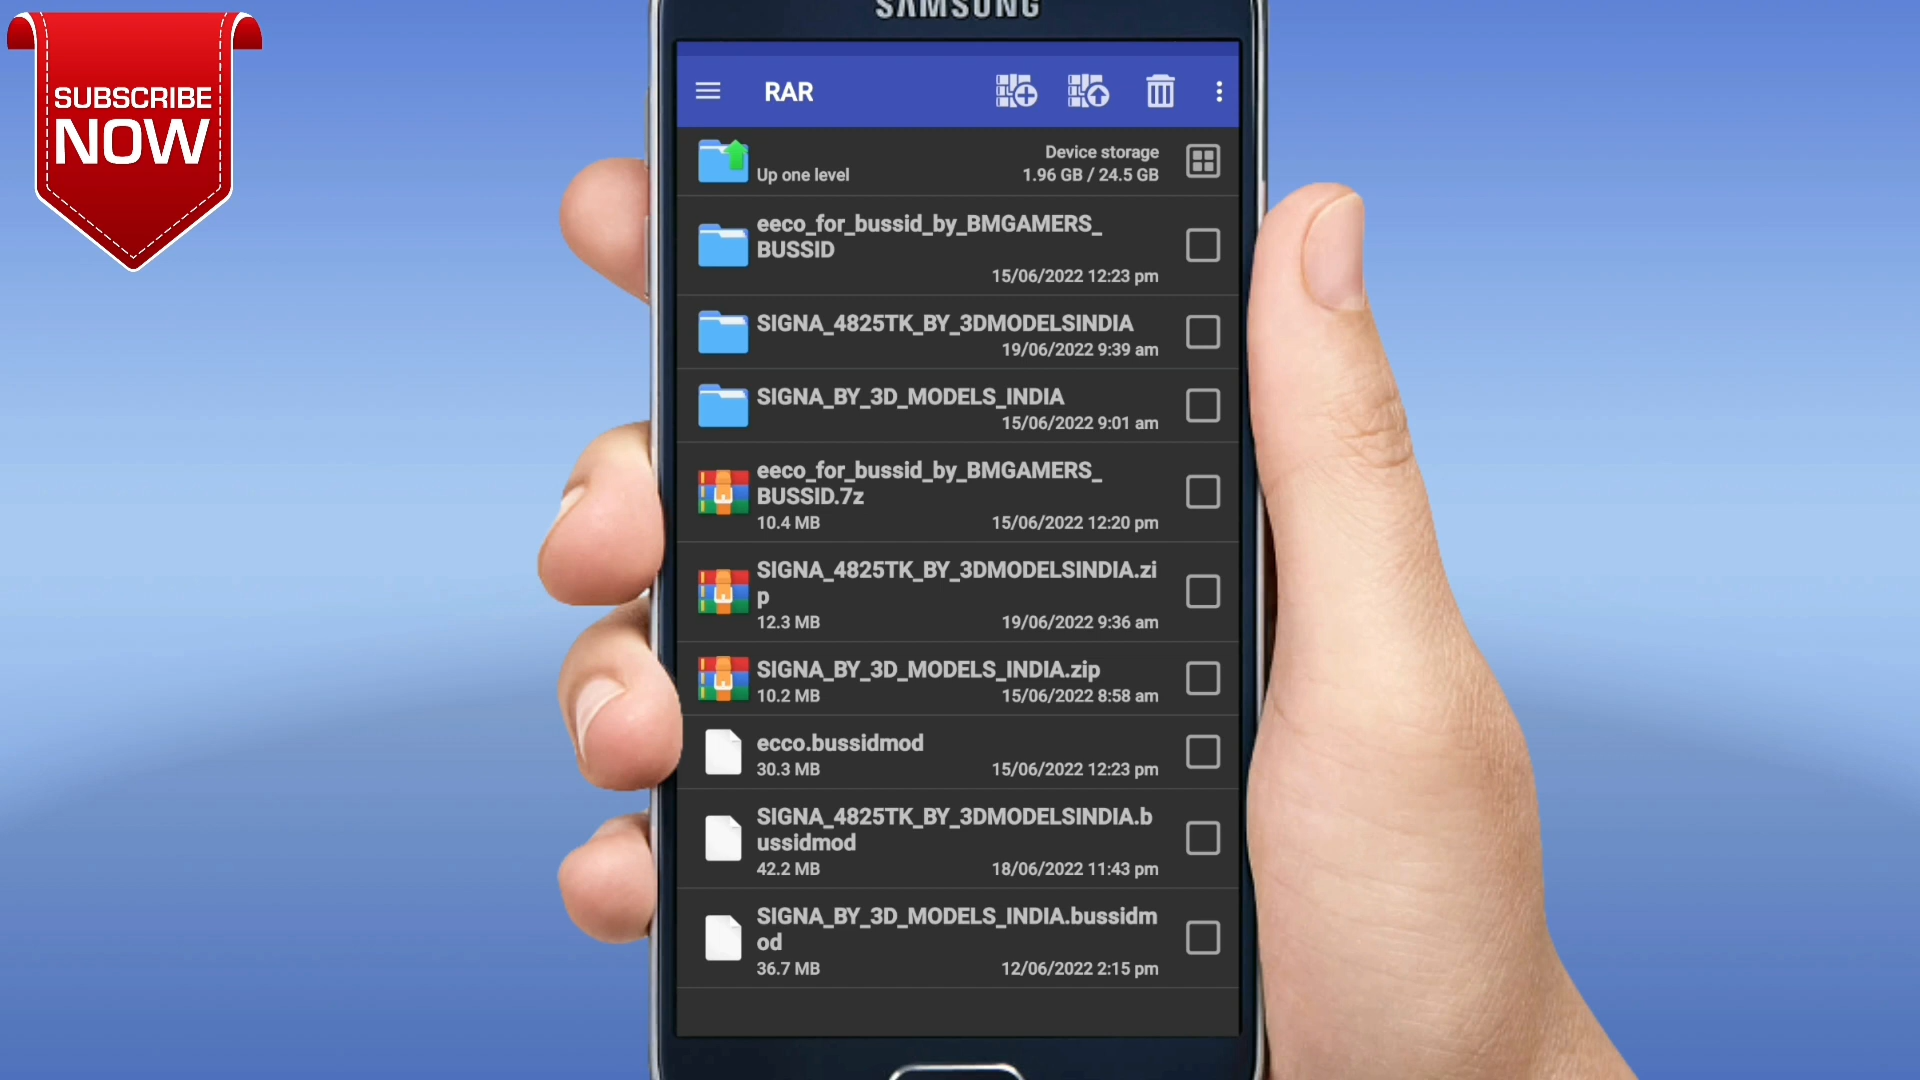 SUBSCRIBE
NOW
SAMSUNG
RAR
Device storage
Up one level
1.96 GB / 24.5 GB
eeco_for_bussid_by_BMGAMERS_
BUSSID
15/06/2022 12:23 pm
SIGNA_4825TK_BY_3DMODELSINDIA
19/06/2022 9:39 am
SIGNA_BY_3D_MODELS_INDIA
15/06/2022 9:01 am
eeco_for_bussid_by_BMGAMERS_
BUSSID.7z
10.4 MB 15/06/2022 12:20 pm
SIGNA_4825TK_BY_3DMODELSINDIA.zi
p
12.3 MB 19/06/2022 9:36 am
SIGNA_BY_3D_MODELS_INDIA.zip
10.2 MB 15/06/2022 8:58 am
ecco.bussidmod
30.3 MB 15/06/2022 12:23 pm
SIGNA_4825TK_BY_3DMODELSINDIA.b
ussidmod
42.2 MB 18/06/2022 11:43 pm
SIGNA_BY_3D_MODELS_INDIA.bussidm
od
36.7 MB 12/06/2022 2:15 pm